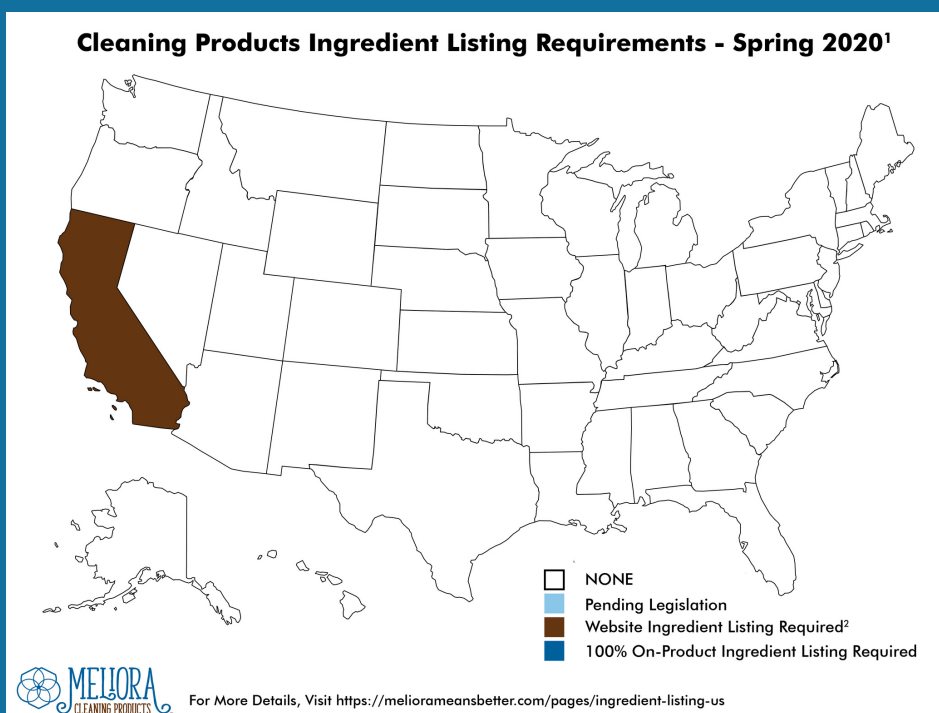 Cleaning Products Ingredient Listing Requirements - Spring 2020¹
NONE
Pending Legislation
Website Ingredient Listing Required²
100% On-Product Ingredient Listing Required
MELIORA
CLEANING PRODUCTS
For More Details, Visit https://meliorameansbetter.com/pages/ingredient-listing-us